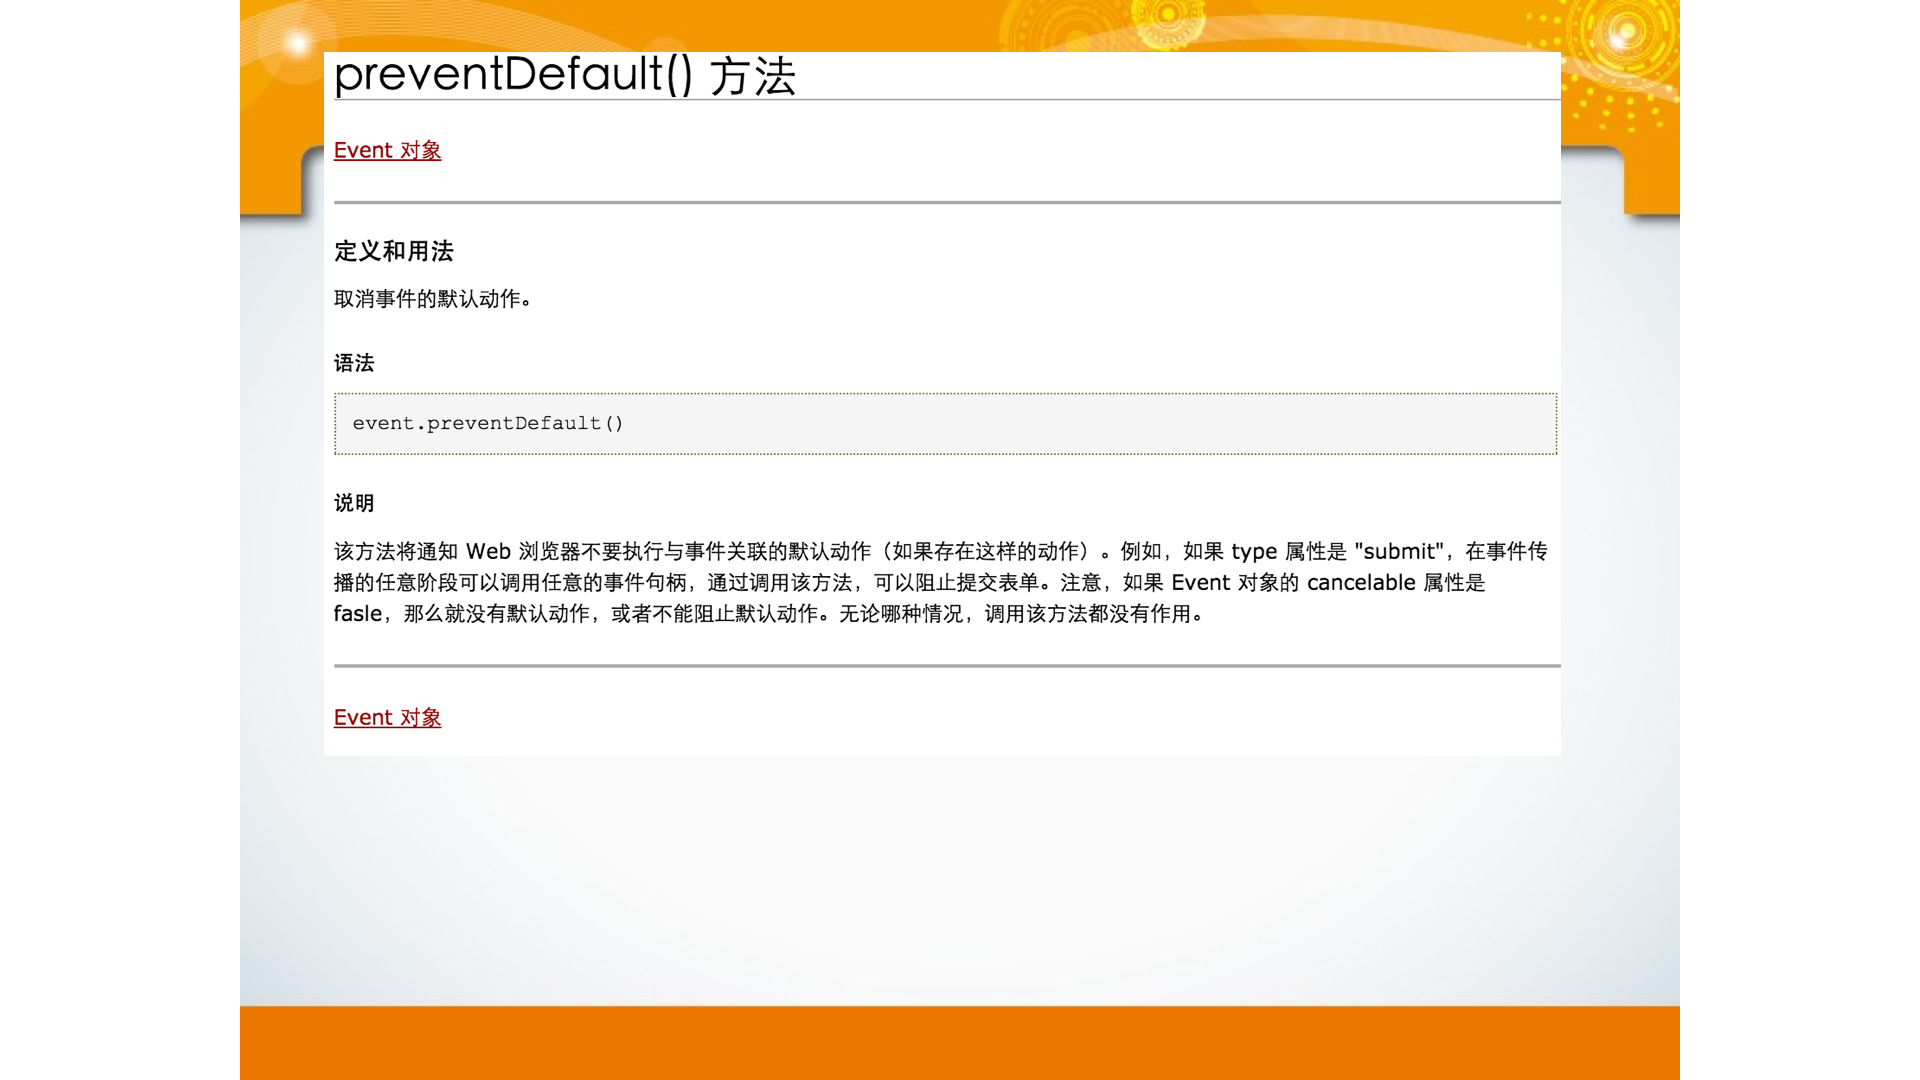 preventDefault() 方法
Event 对象
定义和用法
取消事件的默认动作。
语法
event.preventDefault()
说明
该方法将通知 Web 浏览器不要执行与事件关联的默认动作（如果存在这样的动作）。例如，如果 type 属性是 "submit"，在事件传
播的任意阶段可以调用任意的事件句柄，通过调用该方法，可以阻止提交表单。注意，如果 Event 对象的 cancelable 属性是
fasle，那么就没有默认动作，或者不能阻止默认动作。无论哪种情况，调用该方法都没有作用。
Event 对象